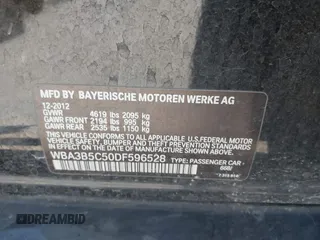 MFD BY BAYERISCHE MOTOREN WERKE AG
12-2012
GVWR 4619 lbs 2095 kg
GAWR FRONT 2194 lbs 995 kg
GAWR REAR 2535 lbs 1150 kg
THIS VEHICLE CONFORMS TO ALL APPLICABLE U.S. FEDERAL MOTOR
VEHICLE SAFETY, BUMPER, AND THEFT PREVENTION STANDARDS IN
EFFECT ON THE DATE OF MANUFACTURE SHOWN ABOVE.
WBA3B5C50DF596528 TYPE: PASSENGER CAR -
668/
DREAMBID